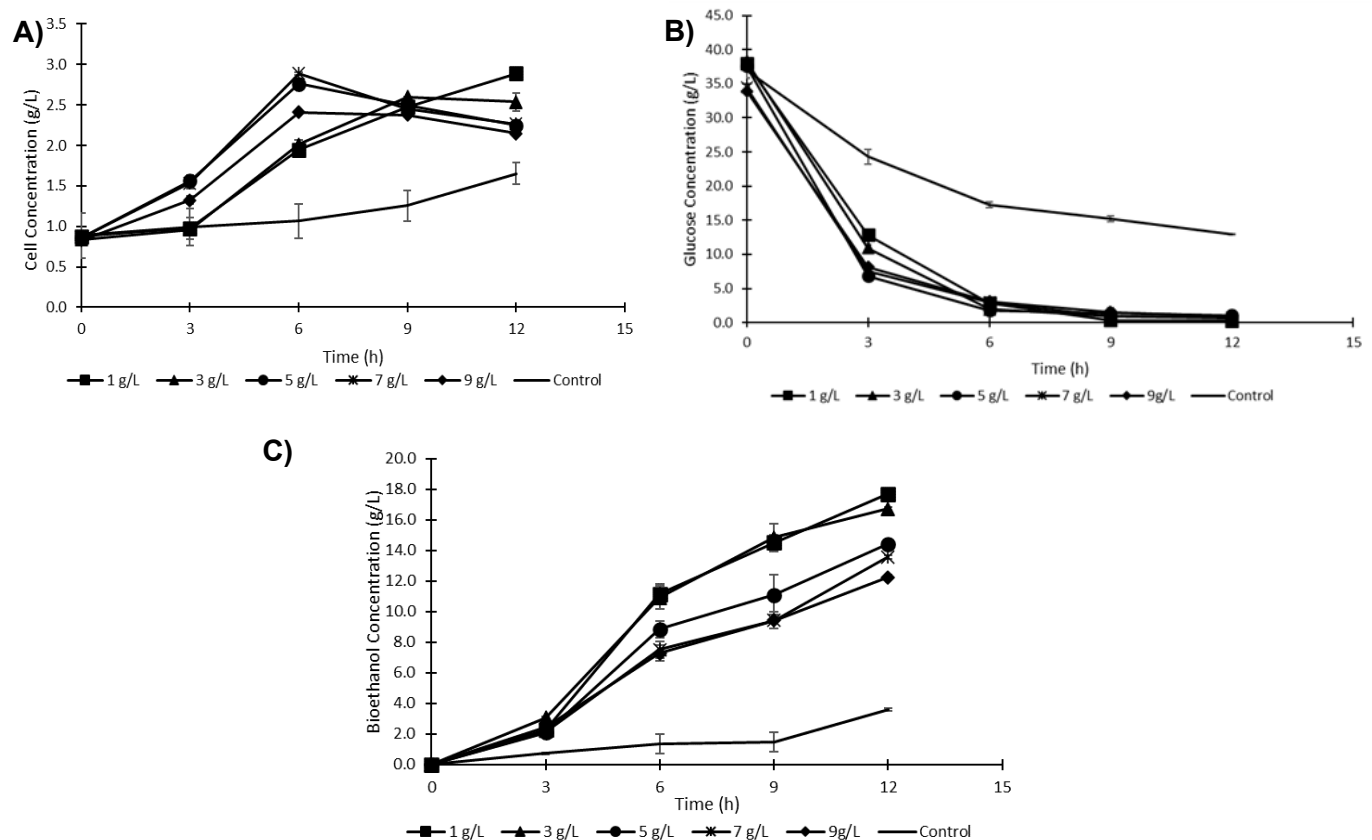 A)
3.5
3.0
2.5
2.0
1.5
1.0
0.5
0.0
Cell Concentration (g/L)
0 3 6 9 12 15
Time (h)
1 g/L 3 g/L 5 g/L 7 g/L 9 g/L Control
B)
45.0
40.0
35.0
30.0
25.0
20.0
15.0
10.0
5.0
0.0
Glucose Concentration (g/L)
0 3 6 9 12 15
Time (h)
1 g/L 3 g/L 5 g/L 7 g/L 9g/L Control
C)
20.0
18.0
16.0
14.0
12.0
10.0
8.0
6.0
4.0
2.0
0.0
Bioethanol Concentration (g/L)
0 3 6 9 12 15
Time (h)
1 g/L 3 g/L 5 g/L 7 g/L 9g/L Control